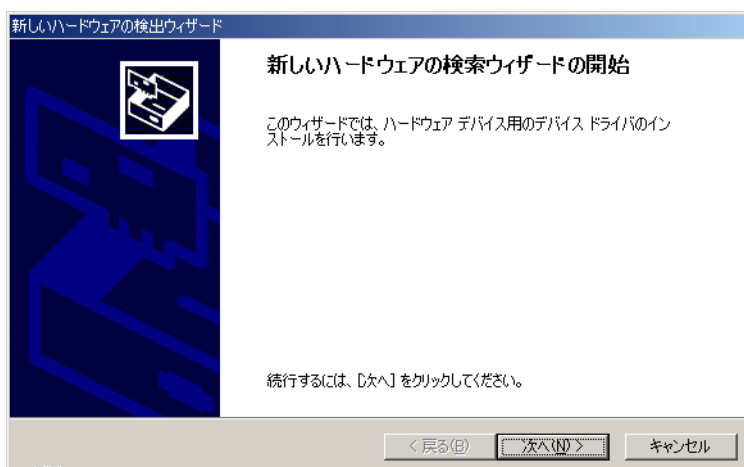 新しいハードウェアの検出ウィザード
新しいハードウェアの検索ウィザードの開始
このウィザードでは、ハードウェア デバイス用のデバイス ドライバのイン
ストールを行います。
続行するには、[次へ] をクリックしてください。
< 戻る(B) 次へ(N) > キャンセル